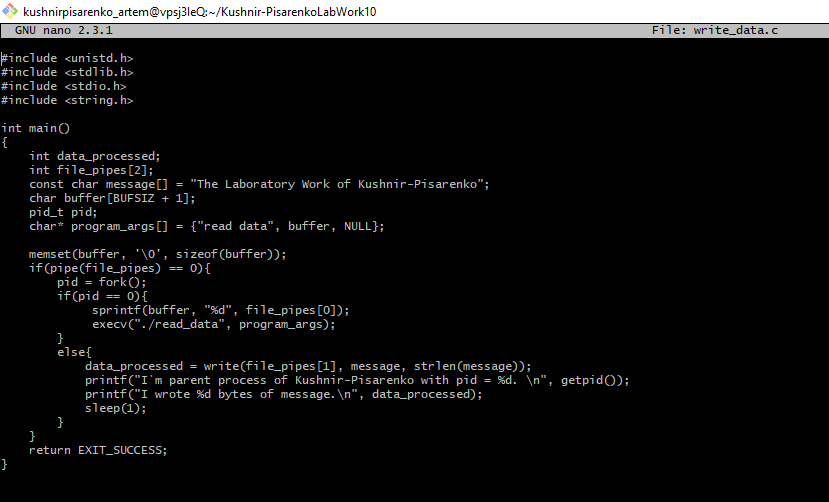 kushnirpisarenko_artem@vpsj3IeQ:~/Kushnir-PisarenkoLabWork10
GNU nano 2.3.1 File: write_data.c
#include <unistd.h>
#include <stdlib.h>
#include <stdio.h>
#include <string.h>
int main()
{
    int data_processed;
    int file_pipes[2];
    const char message[] = "The Laboratory Work of Kushnir-Pisarenko";
    char buffer[BUFSIZ + 1];
    pid_t pid;
    char* program_args[] = {"read data", buffer, NULL};
    memset(buffer, '\0', sizeof(buffer));
    if(pipe(file_pipes) == 0){
        pid = fork();
        if(pid == 0){
             sprintf(buffer, "%d", file_pipes[0]);
             execv("./read_data", program_args);
        }
        else{
            data_processed = write(file_pipes[1], message, strlen(message));
            printf("I`m parent process of Kushnir-Pisarenko with pid = %d. \n", getpid());
            printf("I wrote %d bytes of message.\n", data_processed);
            sleep(1);
        }
    }
    return EXIT_SUCCESS;
}